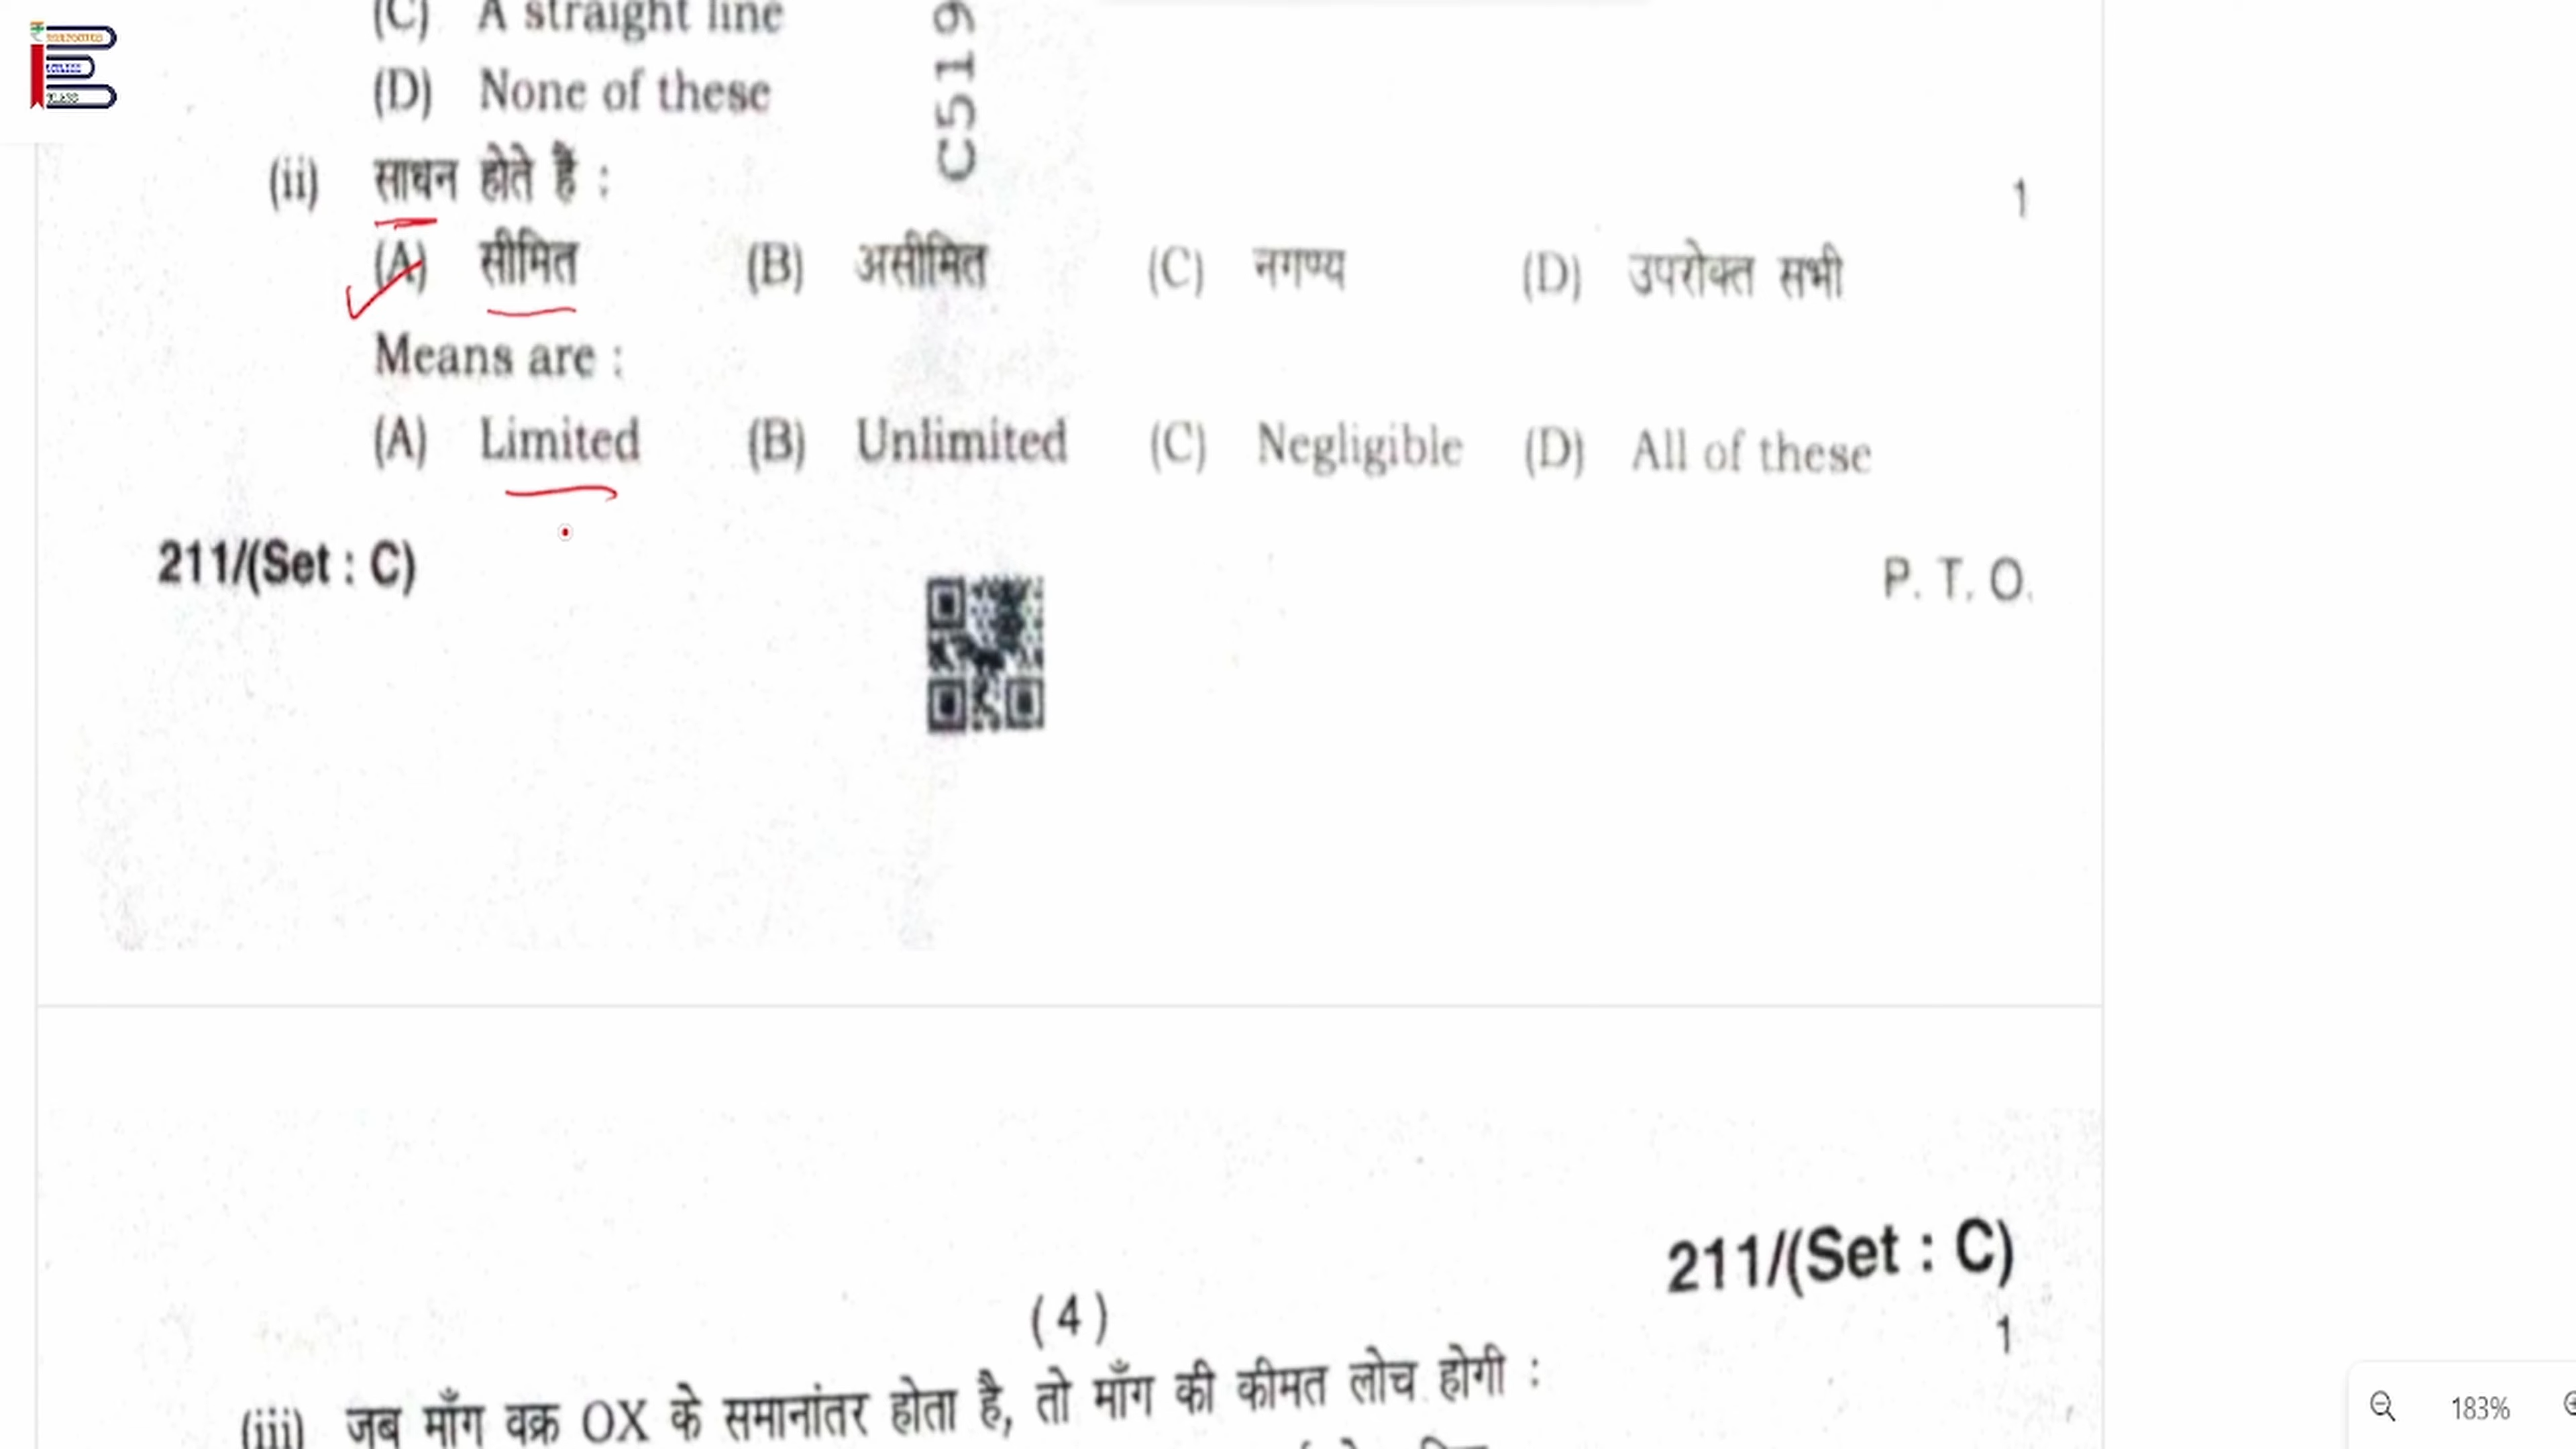 (C) A straight line
(D) None of these
C519
(ii) साधन होते हैं : 1
(A) सीमित (B) असीमित (C) नगण्य (D) उपरोक्त सभी
Means are :
(A) Limited (B) Unlimited (C) Negligible (D) All of these
211/(Set : C)
P. T. O.
211/(Set : C)
( 4 )
1
(iii) जब माँग वक्र OX के समानांतर होता है, तो माँग की कीमत लोच होगी :
183%